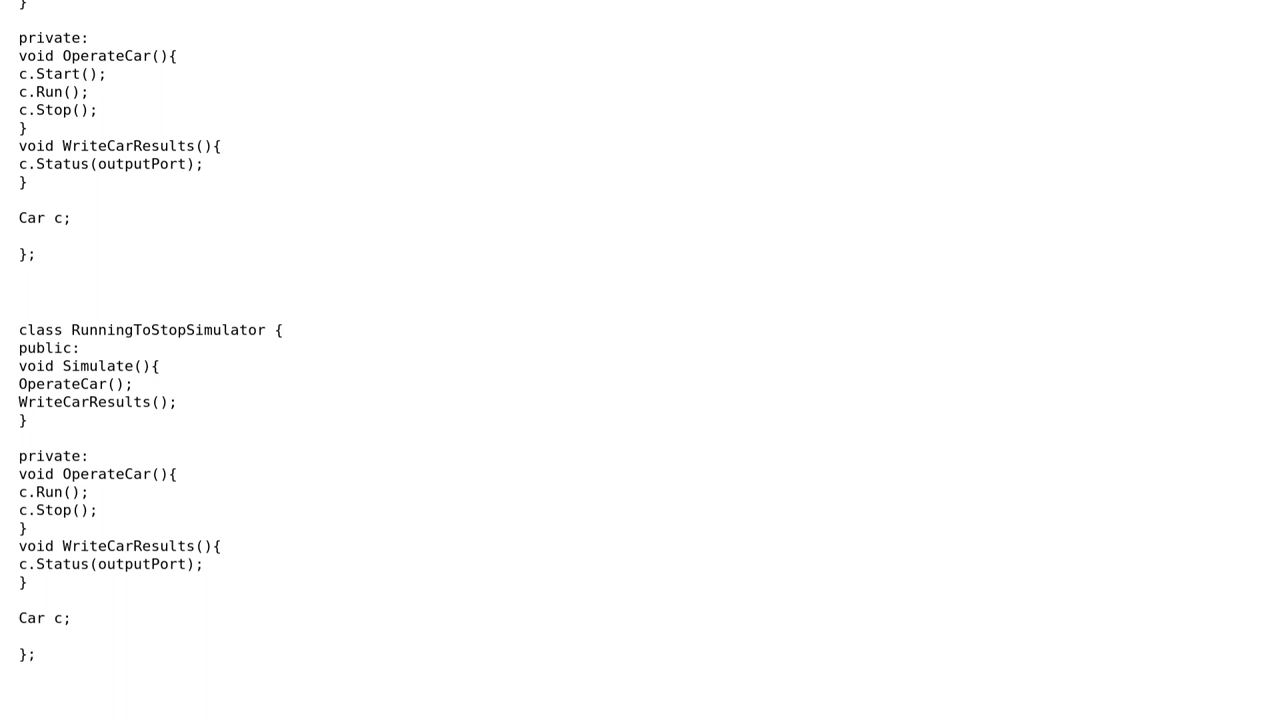 }
private:
void OperateCar(){
c.Start();
c.Run();
c.Stop();
}
void WriteCarResults(){
c.Status(outputPort);
}
Car c;
};
class RunningToStopSimulator {
public:
void Simulate(){
OperateCar();
WriteCarResults();
}
private:
void OperateCar(){
c.Run();
c.Stop();
}
void WriteCarResults(){
c.Status(outputPort);
}
Car c;
};